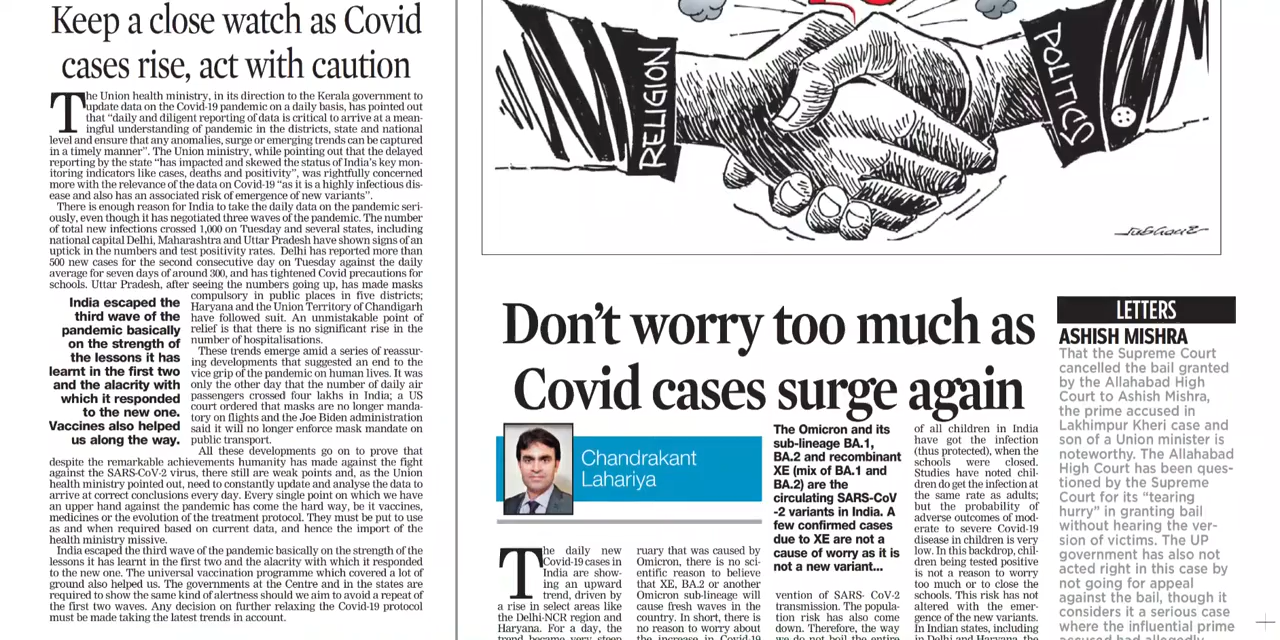 Keep a close watch as Covid
cases rise, act with caution
The Union health ministry, in its direction to the Kerala government to
update data on the Covid-19 pandemic on a daily basis, has pointed out
that “daily and diligent reporting of data is critical to arrive at a mean-
ingful understanding of pandemic in the districts, state and national
level and ensure that any anomalies, surge or emerging trends can be captured
in a timely manner”. The Union ministry, while pointing out that the delayed
reporting by the state “has impacted and skewed the status of India’s key mon-
itoring indicators like cases, deaths and positivity”, was rightfully concerned
more with the relevance of the data on Covid-19 “as it is a highly infectious dis-
ease and also has an associated risk of emergence of new variants”.
There is enough reason for India to take the daily data on the pandemic seri-
ously, even though it has negotiated three waves of the pandemic. The number
of total new infections crossed 1,000 on Tuesday and several states, including
national capital Delhi, Maharashtra and Uttar Pradesh have shown signs of an
uptick in the numbers and test positivity rates. Delhi has reported more than
500 new cases for the second consecutive day on Tuesday against the daily
average for seven days of around 300, and has tightened Covid precautions for
schools. Uttar Pradesh, after seeing the numbers going up, has made masks
compulsory in public places in five districts;
Haryana and the Union Territory of Chandigarh
have followed suit. An unmistakable point of
relief is that there is no significant rise in the
number of hospitalisations.
These trends emerge amid a series of reassur-
ing developments that suggested an end to the
vice grip of the pandemic on human lives. It was
only the other day that the number of daily air
passengers crossed four lakhs in India; a US
court ordered that masks are no longer manda-
tory on flights and the Joe Biden administration
said it will no longer enforce mask mandate on
public transport.
All these developments go on to prove that
despite the remarkable achievements humanity has made against the fight
against the SARS-CoV-2 virus, there still are weak points and, as the Union
health ministry pointed out, need to constantly update and analyse the data to
arrive at correct conclusions every day. Every single point on which we have
an upper hand against the pandemic has come the hard way, be it vaccines,
medicines or the evolution of the treatment protocol. They must be put to use
as and when required based on current data, and hence the import of the
health ministry missive.
India escaped the third wave of the pandemic basically on the strength of the
lessons it has learnt in the first two and the alacrity with which it responded
to the new one. The universal vaccination programme which covered a lot of
ground also helped us. The governments at the Centre and in the states are
required to show the same kind of alertness should we aim to avoid a repeat of
the first two waves. Any decision on further relaxing the Covid-19 protocol
must be made taking the latest trends in account.
India escaped the
third wave of the
pandemic basically
on the strength of
the lessons it has
learnt in the first two
and the alacrity with
which it responded
to the new one.
Vaccines also helped
us along the way.
RELIGION
POLITICS
Don’t worry too much as
Covid cases surge again
Chandrakant
Lahariya
The daily new
Covid-19 cases in
India are show-
ing an upward
trend, driven by
a rise in select areas like
the Delhi-NCR region and
Haryana. For a day, the
trend became very steep
ruary that was caused by
Omicron, there is no sci-
entific reason to believe
that XE, BA.2 or another
Omicron sub-lineage will
cause fresh waves in the
country. In short, there is
no reason to worry about
the increase in Covid-19
The Omicron and its
sub-lineage BA.1,
BA.2 and recombinant
XE (mix of BA.1 and
BA.2) are the
circulating SARS-CoV
-2 variants in India. A
few confirmed cases
due to XE are not a
cause of worry as it is
not a new variant...
vention of SARS- CoV-2
transmission. The popula-
tion risk has also come
down. Therefore, the way
we do not boil the entire
of all children in India
have got the infection
(thus protected), when the
schools were closed.
Studies have noted chil-
dren do get the infection at
the same rate as adults;
but the probability of
adverse outcomes of mod-
erate to severe Covid-19
disease in children is very
low. In this backdrop, chil-
dren being tested positive
is not a reason to worry
too much or to close the
schools. This risk has not
altered with the emer-
gence of the new variants.
In Indian states, including
in Delhi and Haryana, the
LETTERS
ASHISH MISHRA
That the Supreme Court
cancelled the bail granted
by the Allahabad High
Court to Ashish Mishra,
the prime accused in
Lakhimpur Kheri case and
son of a Union minister is
noteworthy. The Allahabad
High Court has been ques-
tioned by the Supreme
Court for its “tearing
hurry” in granting bail
without hearing the ver-
sion of victims. The UP
government has also not
acted right in this case by
not going for appeal
against the bail, though it
considers it a serious case
where the influential prime
accused had allegedly